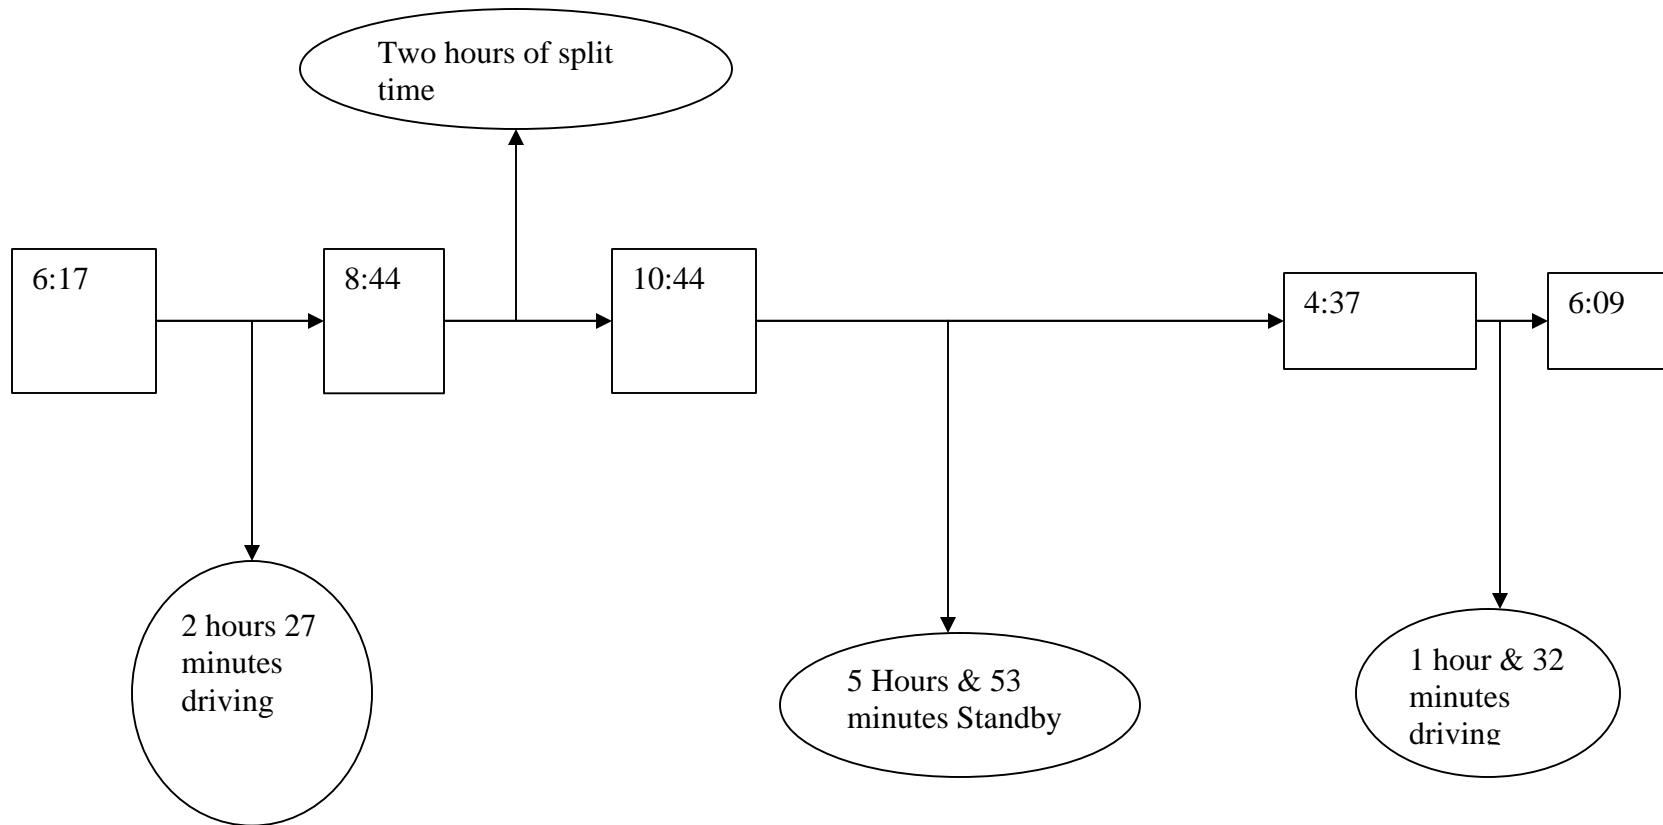 Two hours of split
time
6:17
8:44
10:44
4:37
6:09
2 hours 27
minutes
driving
5 Hours & 53
minutes Standby
1 hour & 32
minutes
driving